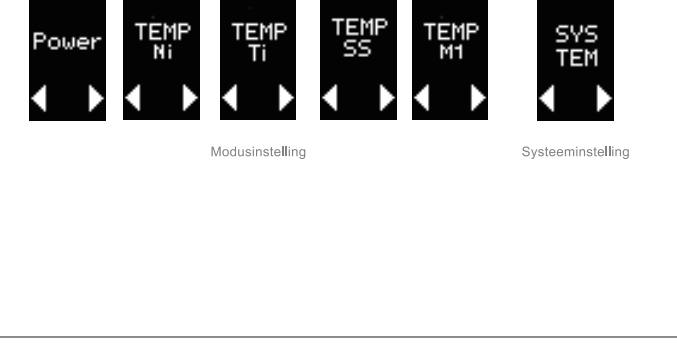 Power
TEMP
Ni
TEMP
Ti
TEMP
SS
TEMP
M1
SYS
TEM
Modusinstelling
Systeeminstelling